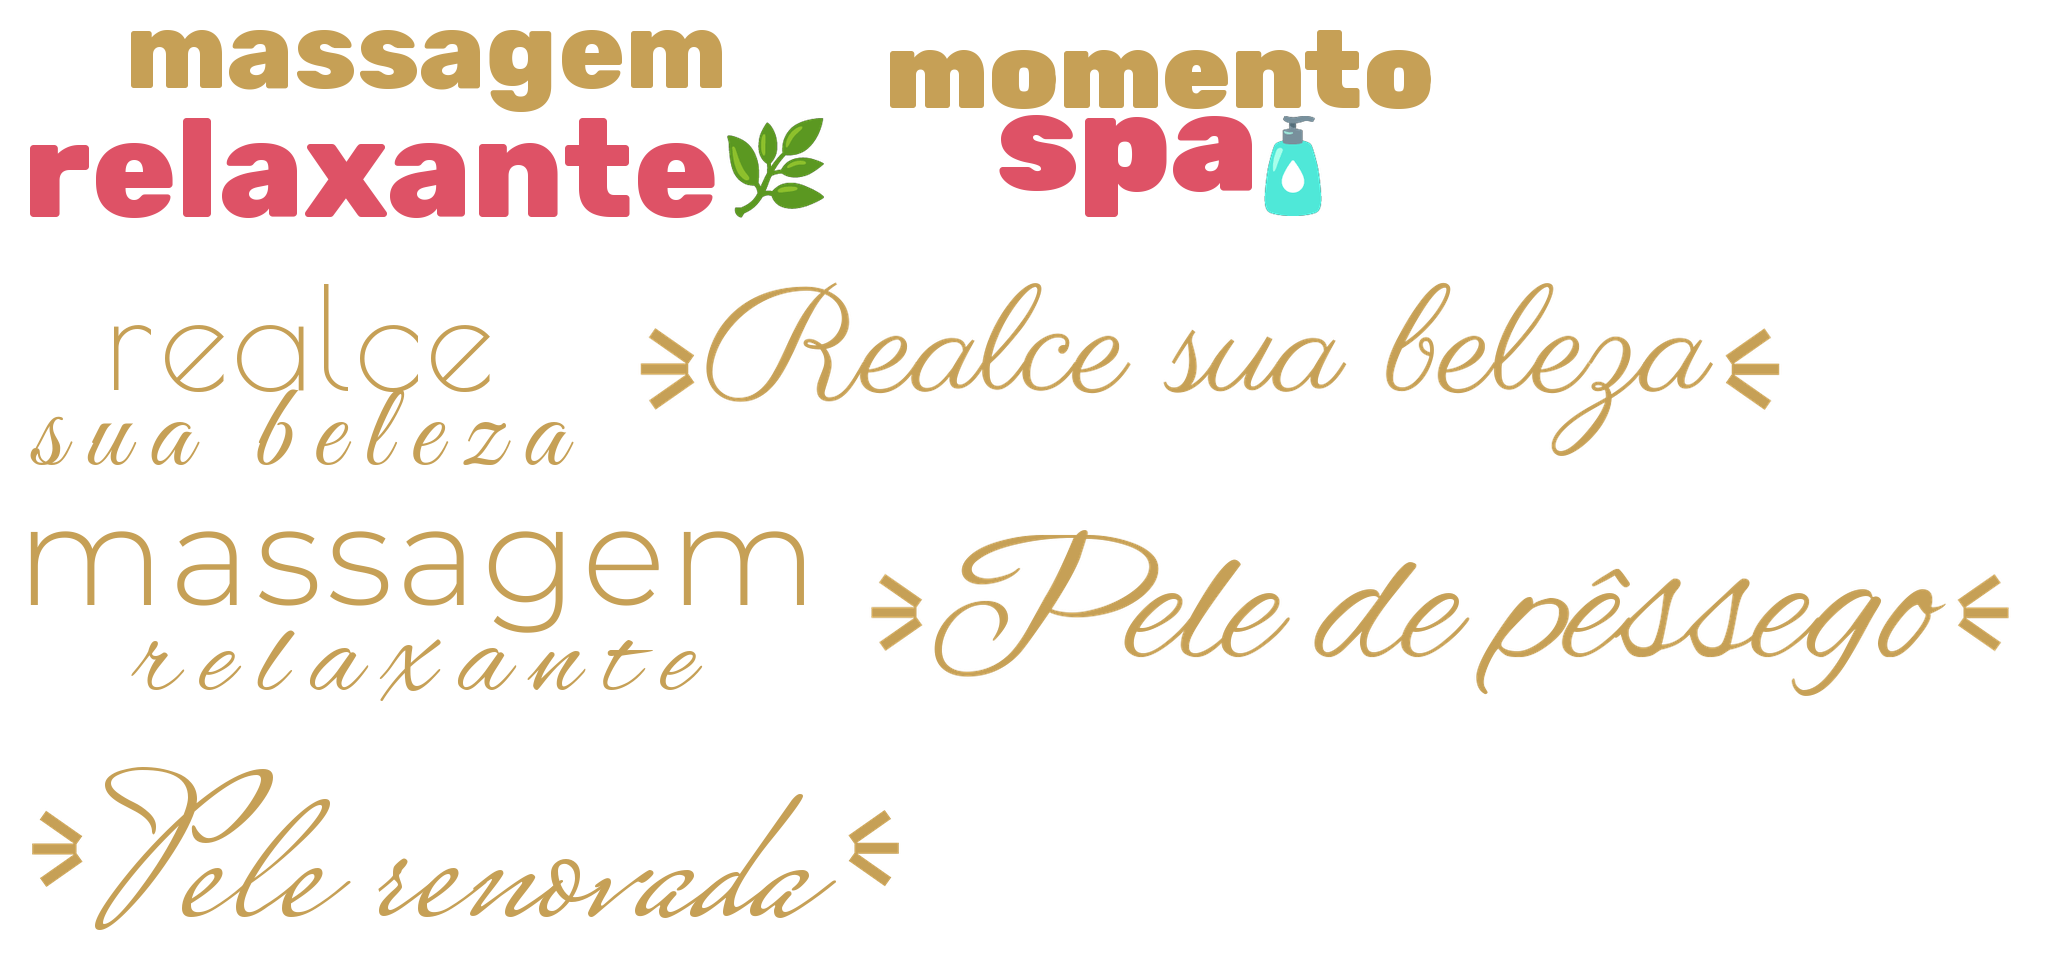 massagem
relaxante
momento
spa
realce
sua beleza
Realce sua beleza
massagem
relaxante
Pele de pêssego
Pele renovada